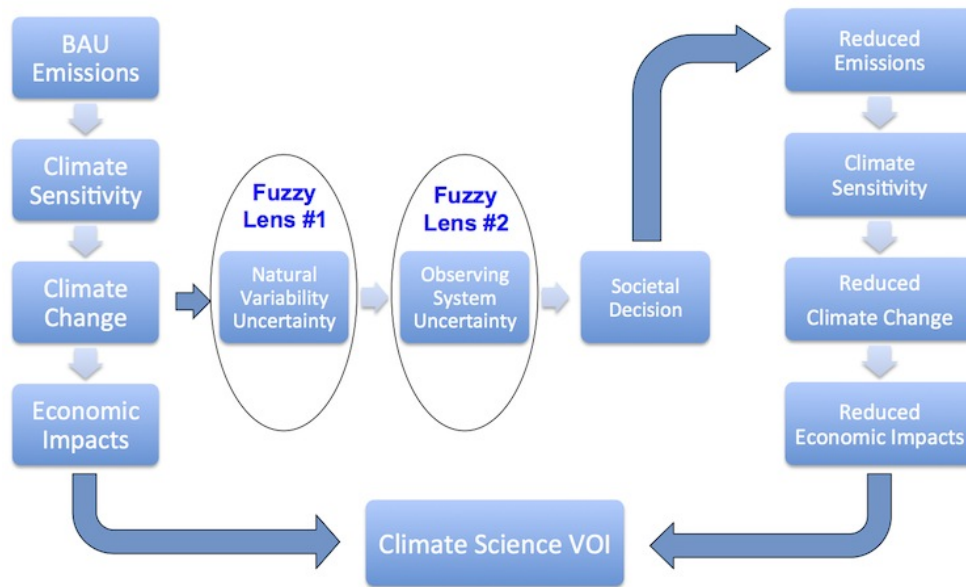 BAU
Emissions
Climate
Sensitivity
Climate
Change
Economic
Impacts
Fuzzy
Lens #1
Natural
Variability
Uncertainty
Fuzzy
Lens #2
Observing
System
Uncertainty
Societal
Decision
Reduced
Emissions
Climate
Sensitivity
Reduced
Climate Change
Reduced
Economic Impacts
Climate Science VOI